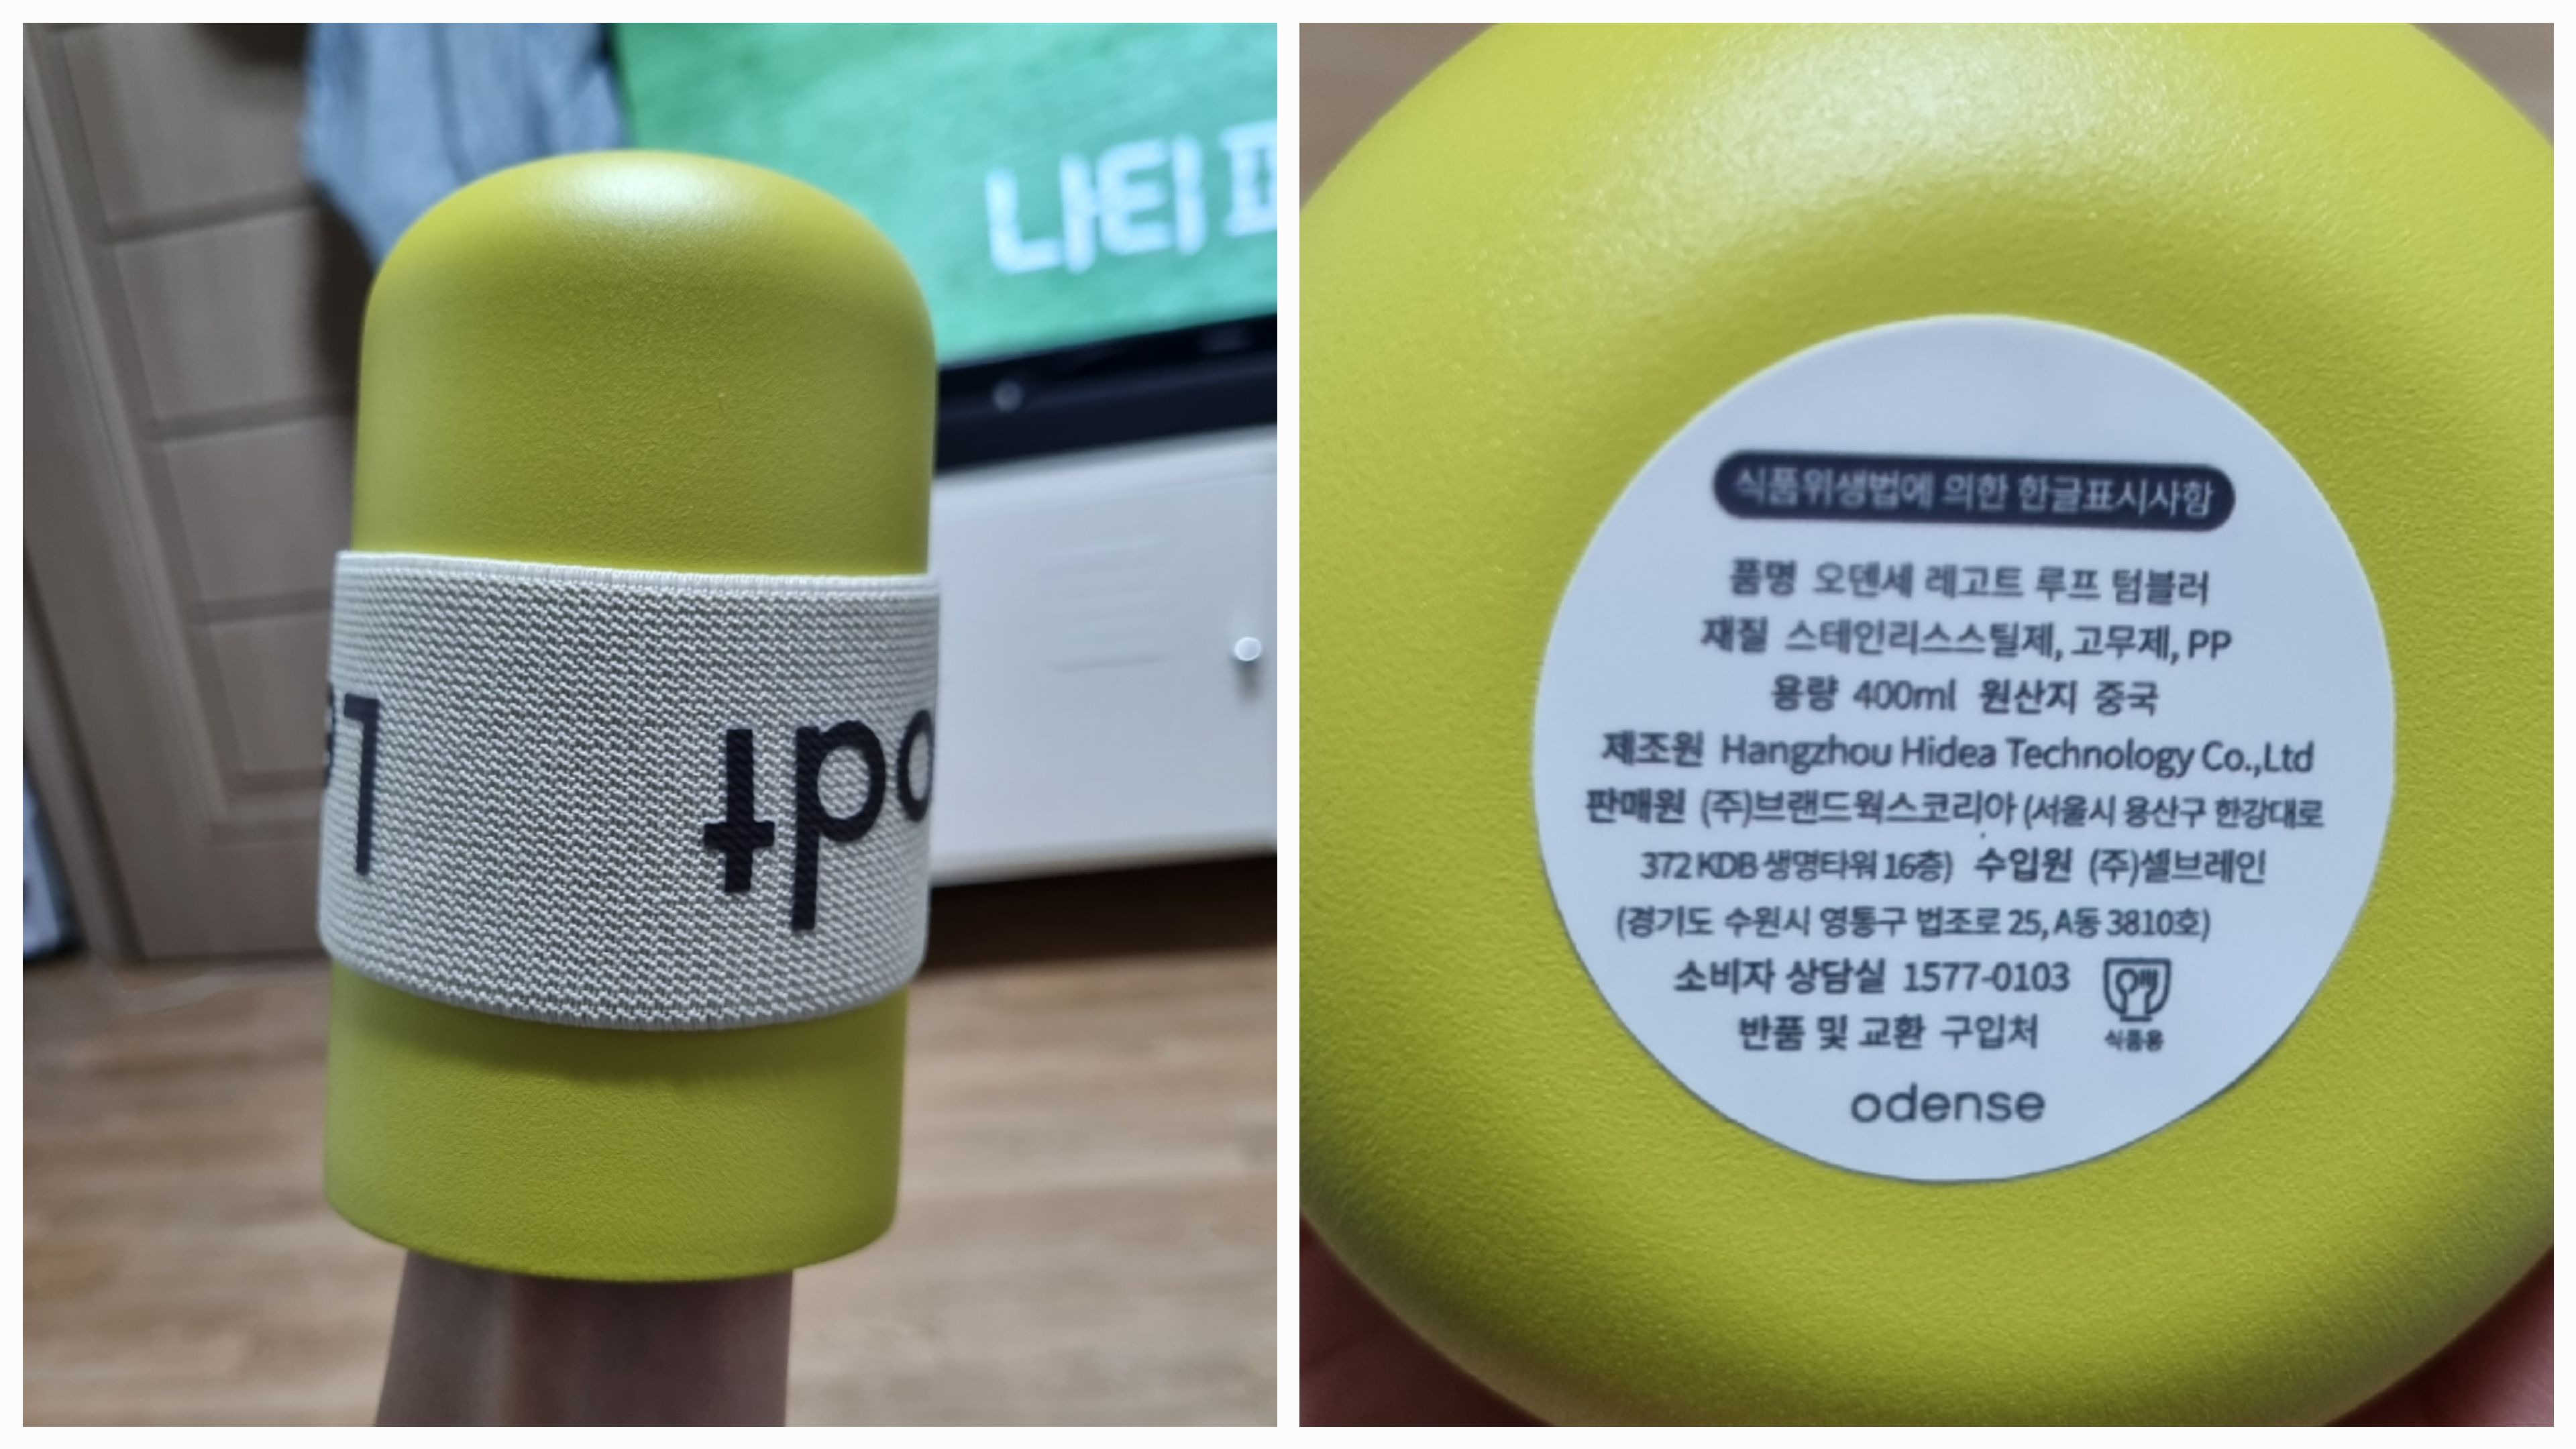 나티
식품위생법에 의한 한글표시사항
품명 오덴세 레고트 루프 텀블러
재질 스테인리스스틸제, 고무제, PP
용량 400ml 원산지 중국
제조원 Hangzhou Hidea Technology Co.,Ltd
판매원 (주)브랜드웍스코리아 (서울시 용산구 한강대로
372 KDB 생명타워 16층) 수입원 (주)셀브레인
(경기도 수원시 영통구 법조로 25, A동 3810호)
소비자 상담실 1577-0103
반품 및 교환 구입처
식품용
odense